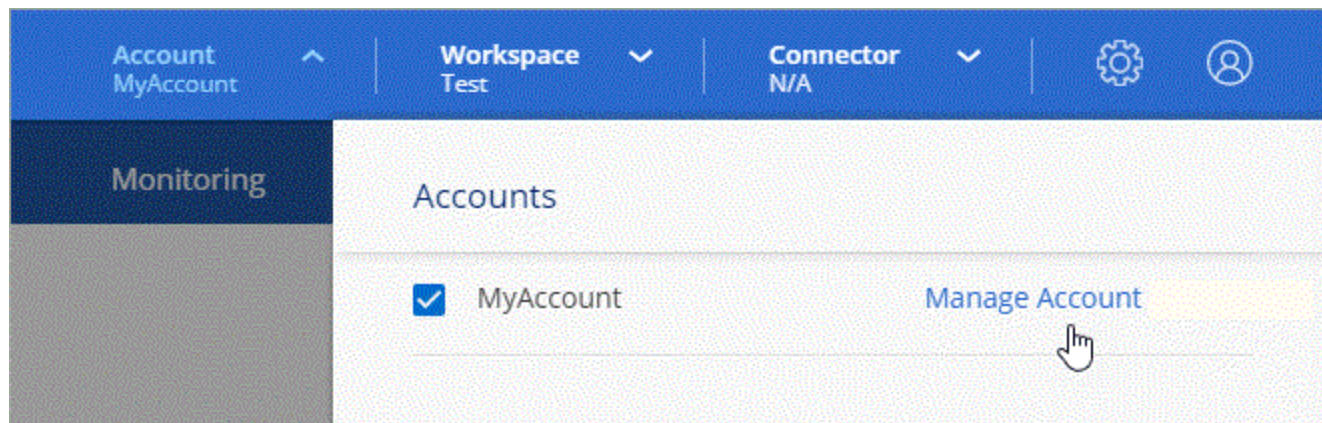 Account
MyAccount
Workspace
Test
Connector
N/A
Monitoring
Accounts
MyAccount
Manage Account